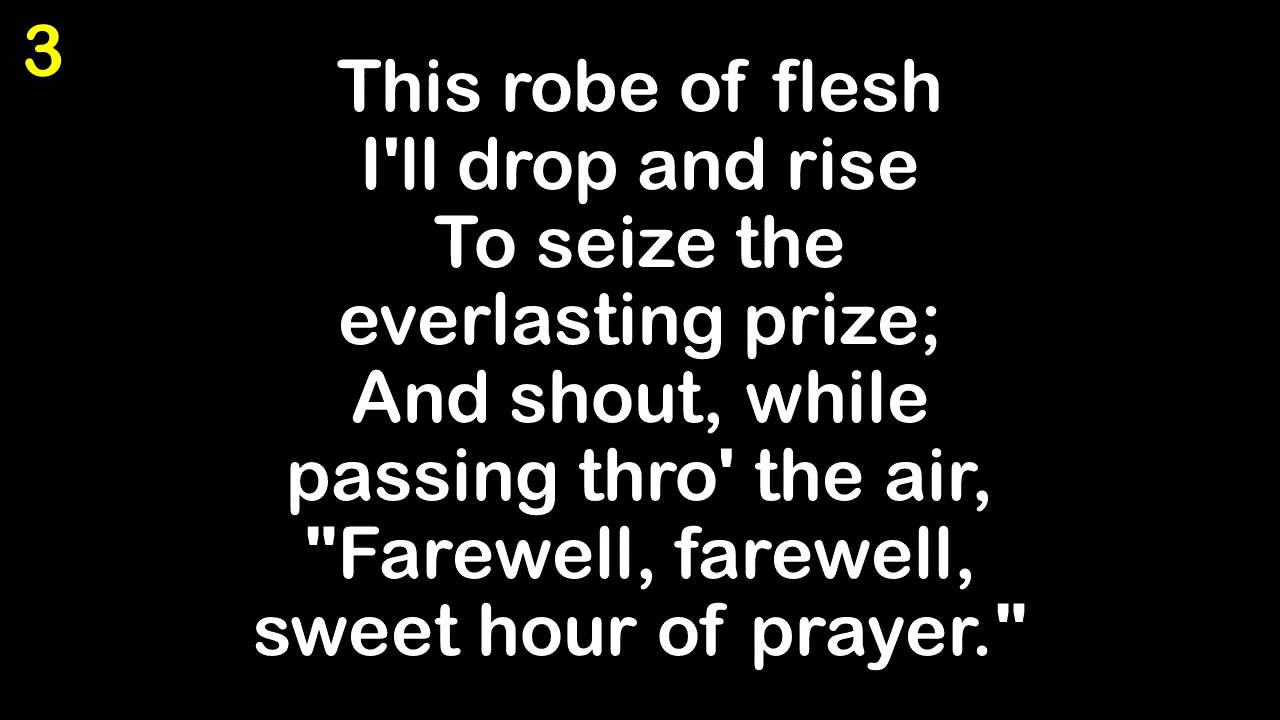 3
This robe of flesh
I'll drop and rise
To seize the
everlasting prize;
And shout, while
passing thro' the air,
"Farewell, farewell,
sweet hour of prayer."